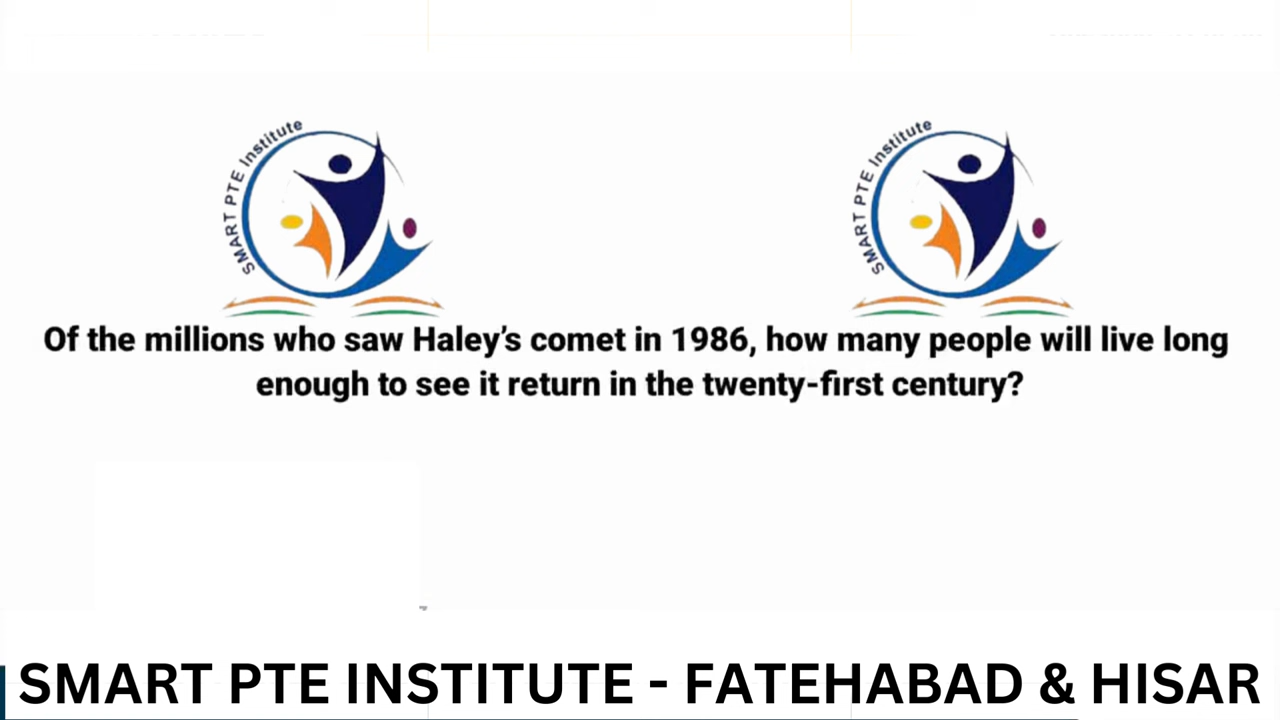 SMART PTE Institute
SMART PTE Institute
Of the millions who saw Haley’s comet in 1986, how many people will live long
enough to see it return in the twenty-first century?
SMART PTE INSTITUTE - FATEHABAD & HISAR